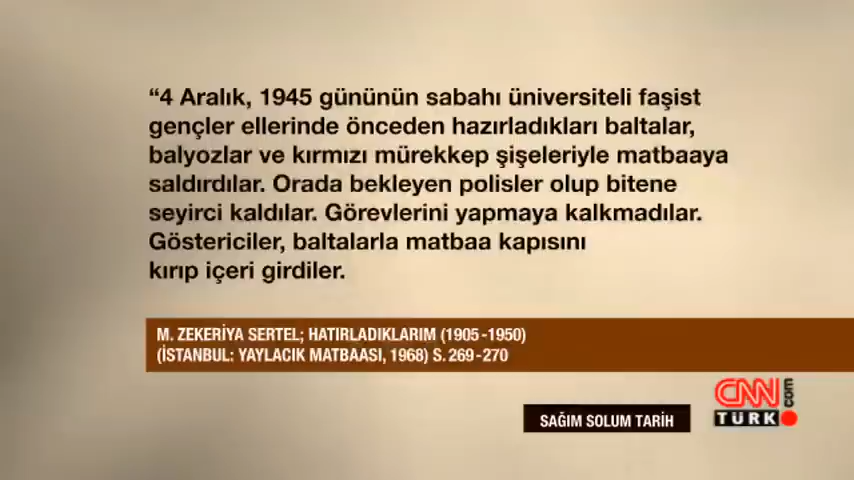 “4 Aralık, 1945 gününün sabahı üniversiteli faşist
gençler ellerinde önceden hazırladıkları baltalar,
balyozlar ve kırmızı mürekkep şişeleriyle matbaaya
saldırdılar. Orada bekleyen polisler olup bitene
seyirci kaldılar. Görevlerini yapmaya kalkmadılar.
Göstericiler, baltalarla matbaa kapısını
kırıp içeri girdiler.
M. ZEKERİYA SERTEL; HATIRLADIKLARIM (1905-1950)
(İSTANBUL: YAYLACIK MATBAASI, 1968) S. 269-270
SAĞIM SOLUM TARİH
CNN
TÜRK
.com